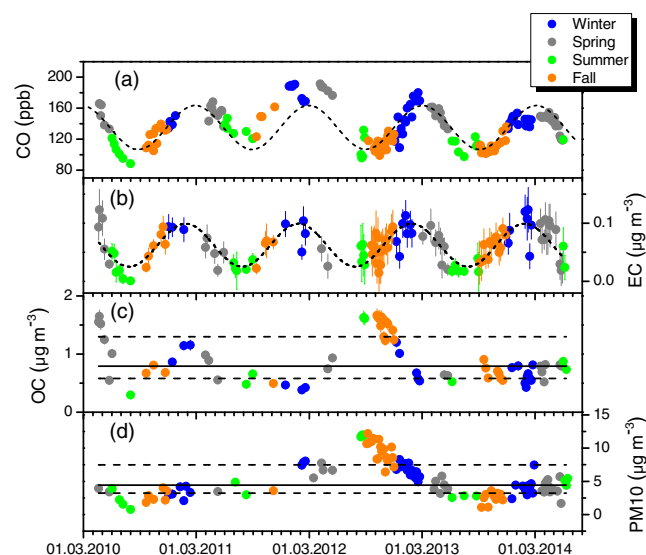 Winter
Spring
Summer
Fall
(a)
200
160
120
80
CO (ppb)
(b)
0.1
0.0
EC (μg m-3)
(c)
2
1
0
OC (μg m-3)
(d)
15
10
5
0
PM10 (μg m-3)
01.03.2010 01.03.2011 01.03.2012 01.03.2013 01.03.2014